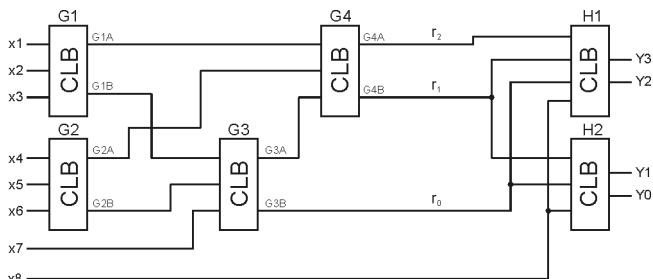 G1
G4
H1
x1
CLB
G1A
CLB
G4A
r2
CLB
x2
Y3
x3
G1B
G4B
r1
Y2
G2
G3
H2
x4
CLB
G2A
CLB
G3A
CLB
x5
Y1
x6
G2B
G3B
r0
Y0
x7
x8